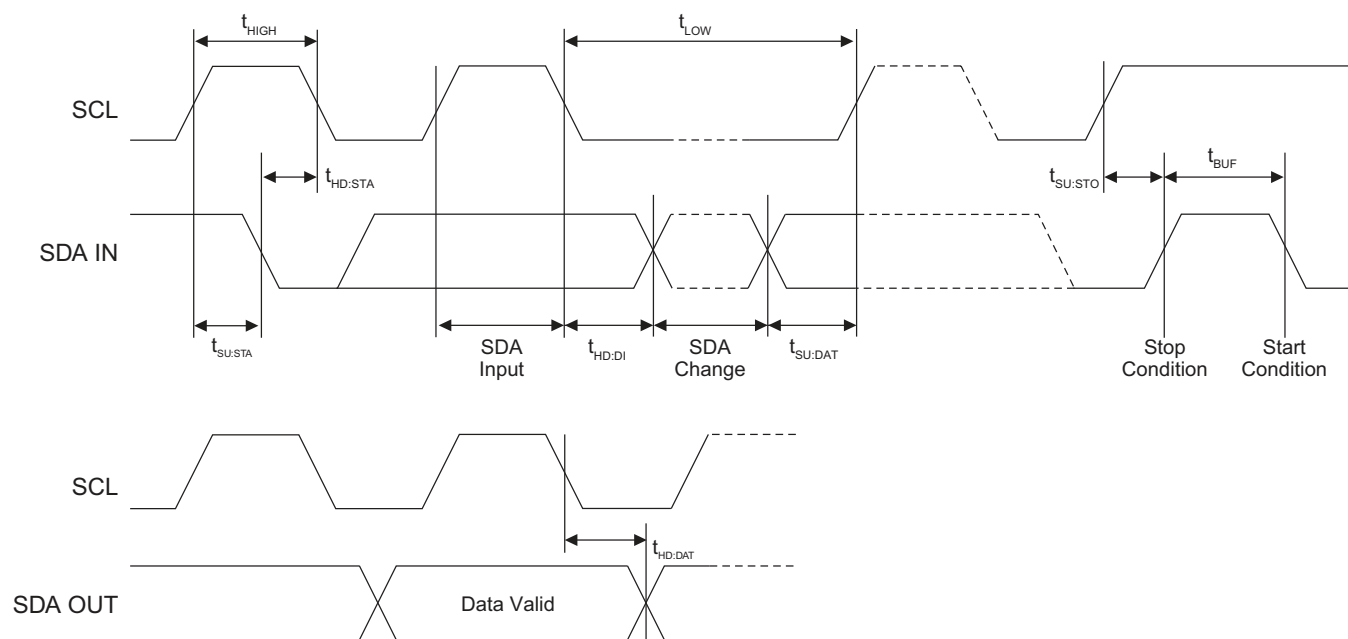 tHIGH
tLOW
SCL
tHD:STA
tSU:STO
tBUF
SDA IN
tSU:STA
SDA
Input
tHD:DI
SDA
Change
tSU:DAT
Stop
Condition
Start
Condition
SCL
tHD:DAT
SDA OUT
Data Valid